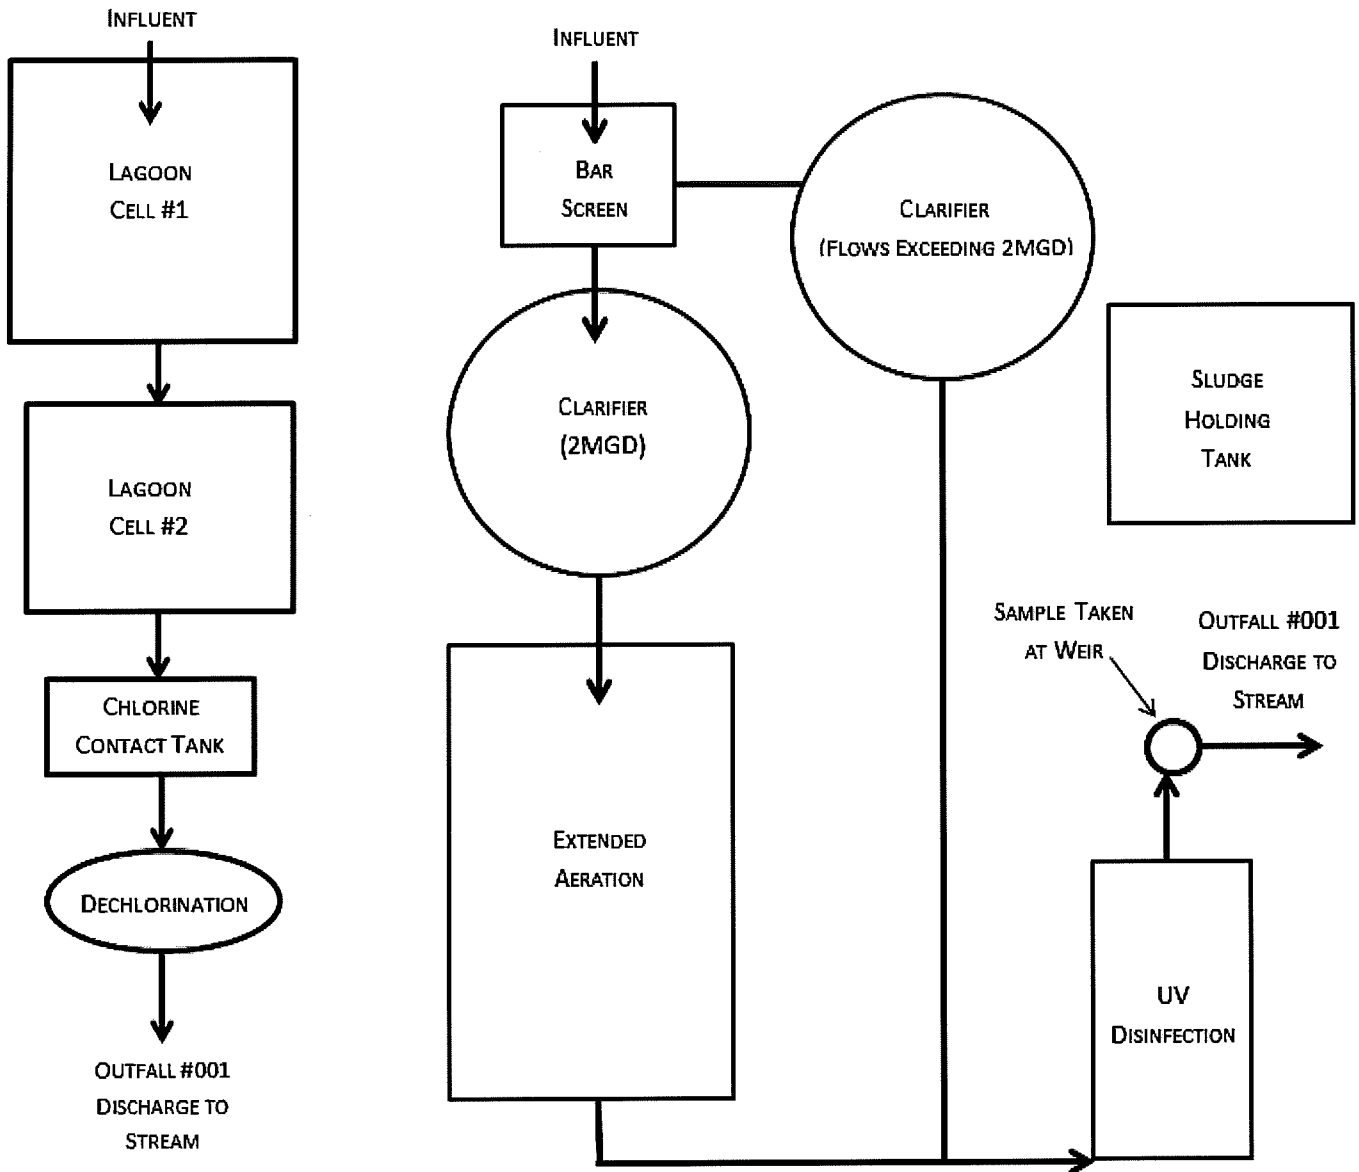 INFLUENT
LAGOON
CELL #1
LAGOON
CELL #2
CHLORINE
CONTACT TANK
DECHLORINATION
OUTFALL #001
DISCHARGE TO
STREAM
INFLUENT
BAR
SCREEN
CLARIFIER
(FLOWS EXCEEDING 2MGD)
CLARIFIER
(2MGD)
EXTENDED
AERATION
SLUDGE
HOLDING
TANK
SAMPLE TAKEN
AT WEIR
OUTFALL #001
DISCHARGE TO
STREAM
UV
DISINFECTION